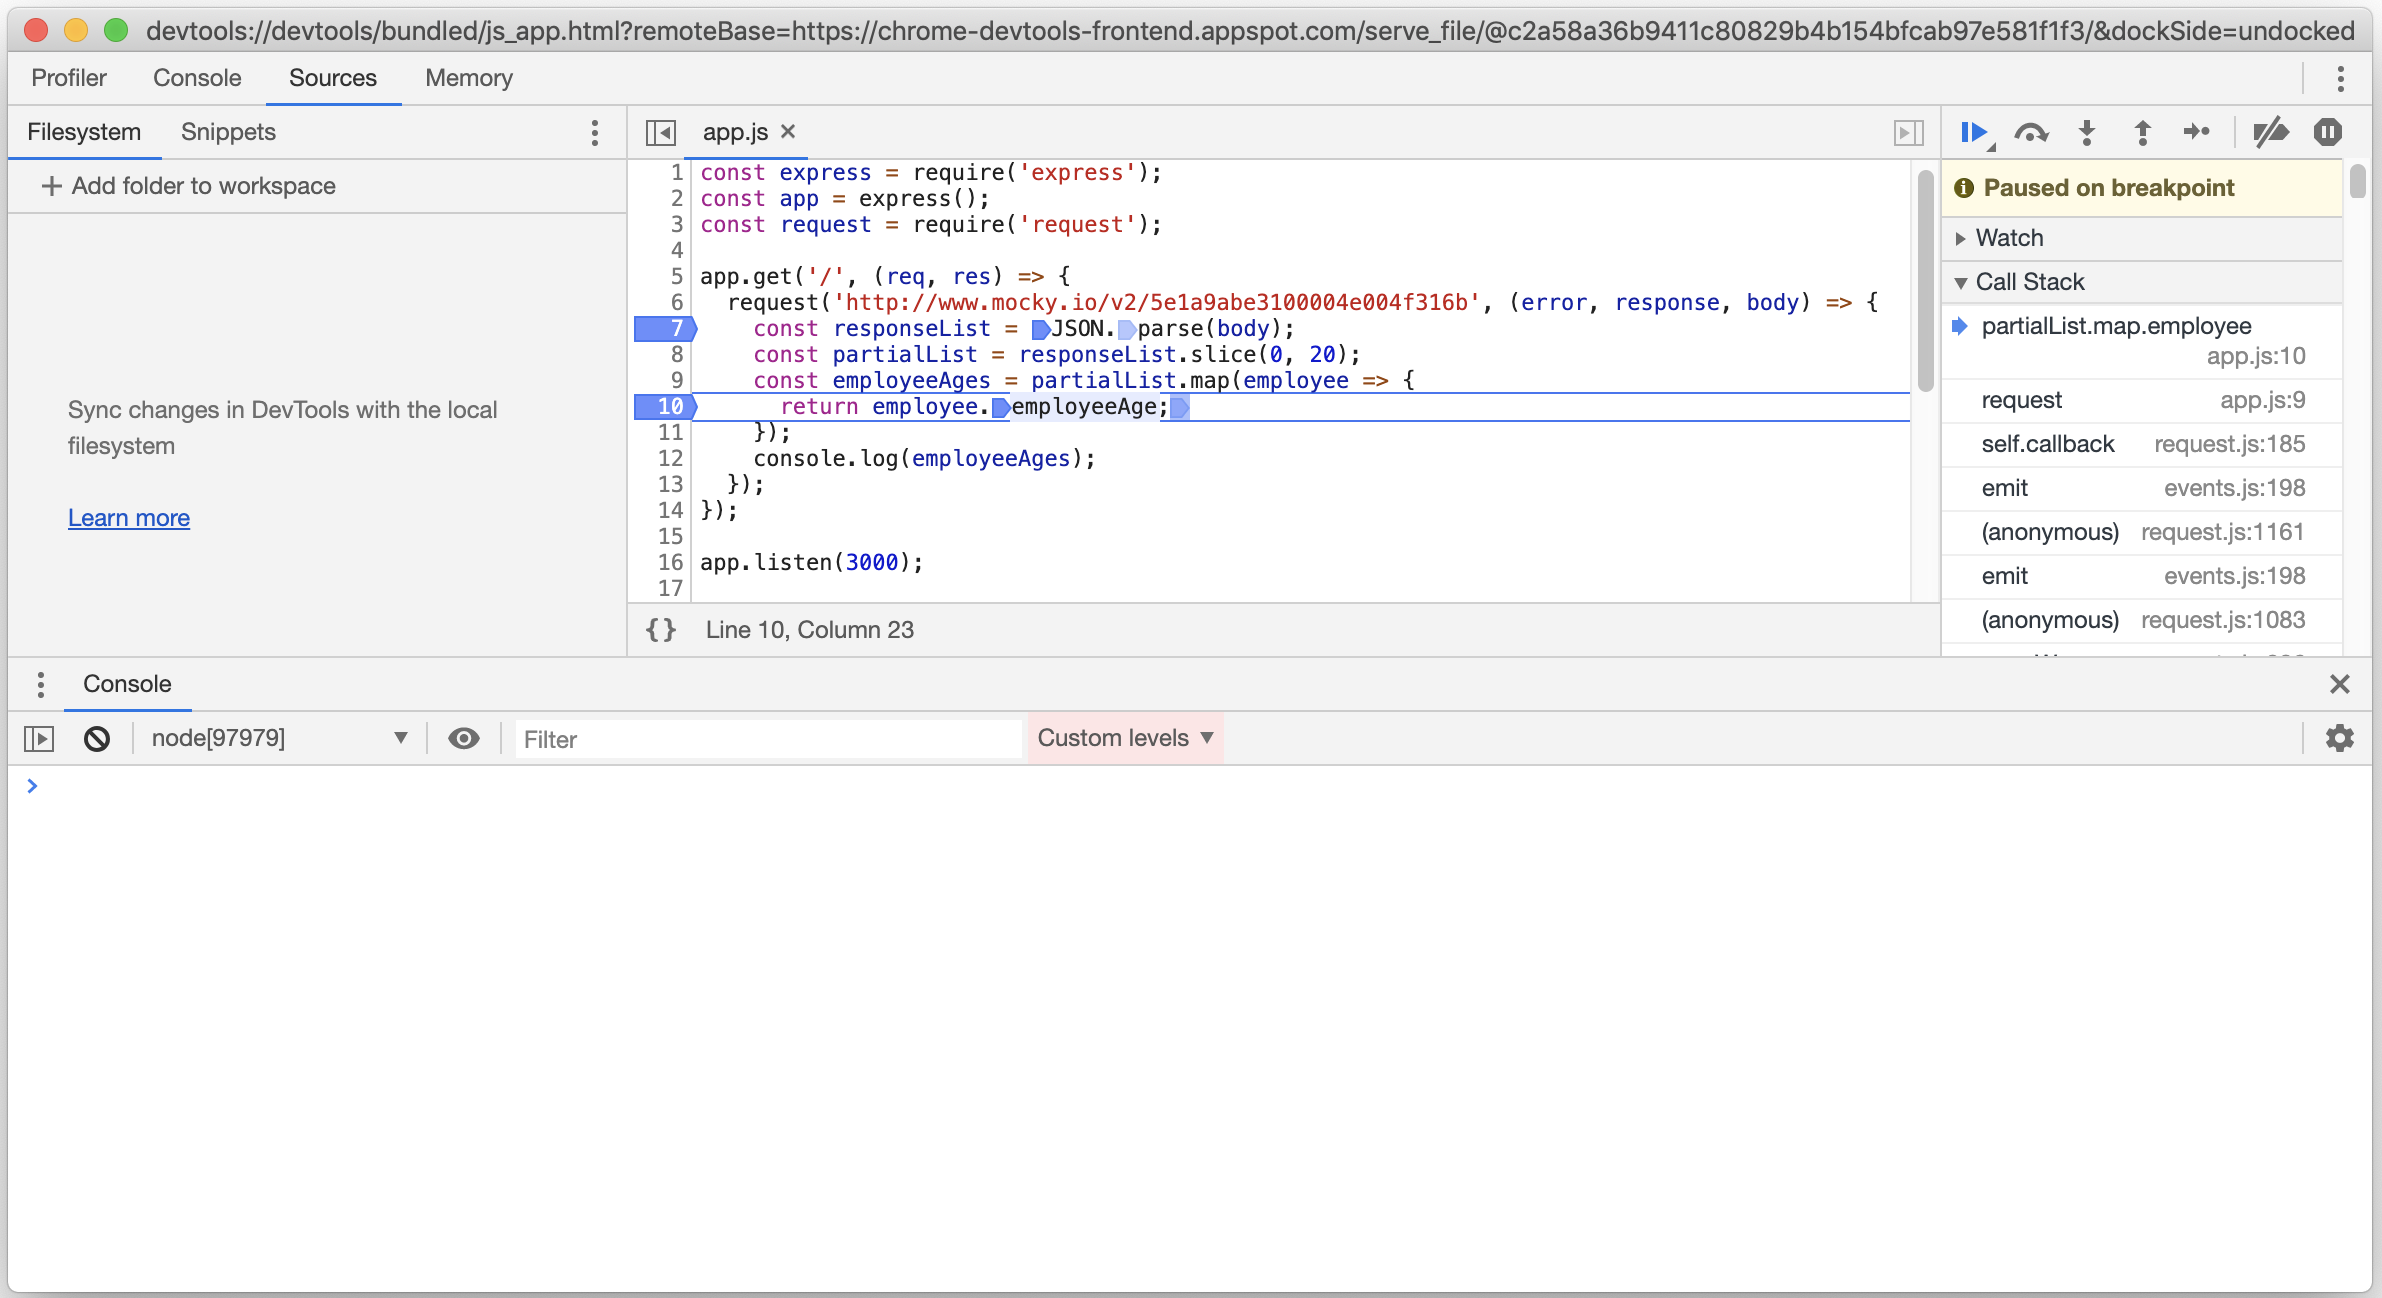 devtools://devtools/bundled/js_app.html?remoteBase=https://chrome-devtools-frontend.appspot.com/serve_file/@c2a58a36b9411c80829b4b154bfcab97e581f1f3/&dockSide=undocked
Profiler Console Sources Memory
Filesystem Snippets
+ Add folder to workspace
Sync changes in DevTools with the local
filesystem
Learn more
app.js ×
1 const express = require('express');
2 const app = express();
3 const request = require('request');
4
5 app.get('/', (req, res) => {
6 request('http://www.mocky.io/v2/5e1a9abe3100004e004f316b', (error, response, body) => {
7 const responseList = JSON.parse(body);
8 const partialList = responseList.slice(0, 20);
9 const employeeAges = partialList.map(employee => {
10 return employee.employeeAge;
11 });
12 console.log(employeeAges);
13 });
14 });
15
16 app.listen(3000);
17
{} Line 10, Column 23
Paused on breakpoint
Watch
Call Stack
partialList.map.employee
app.js:10
request app.js:9
self.callback request.js:185
emit events.js:198
(anonymous) request.js:1161
emit events.js:198
(anonymous) request.js:1083
Console
node[97979] Filter Custom levels